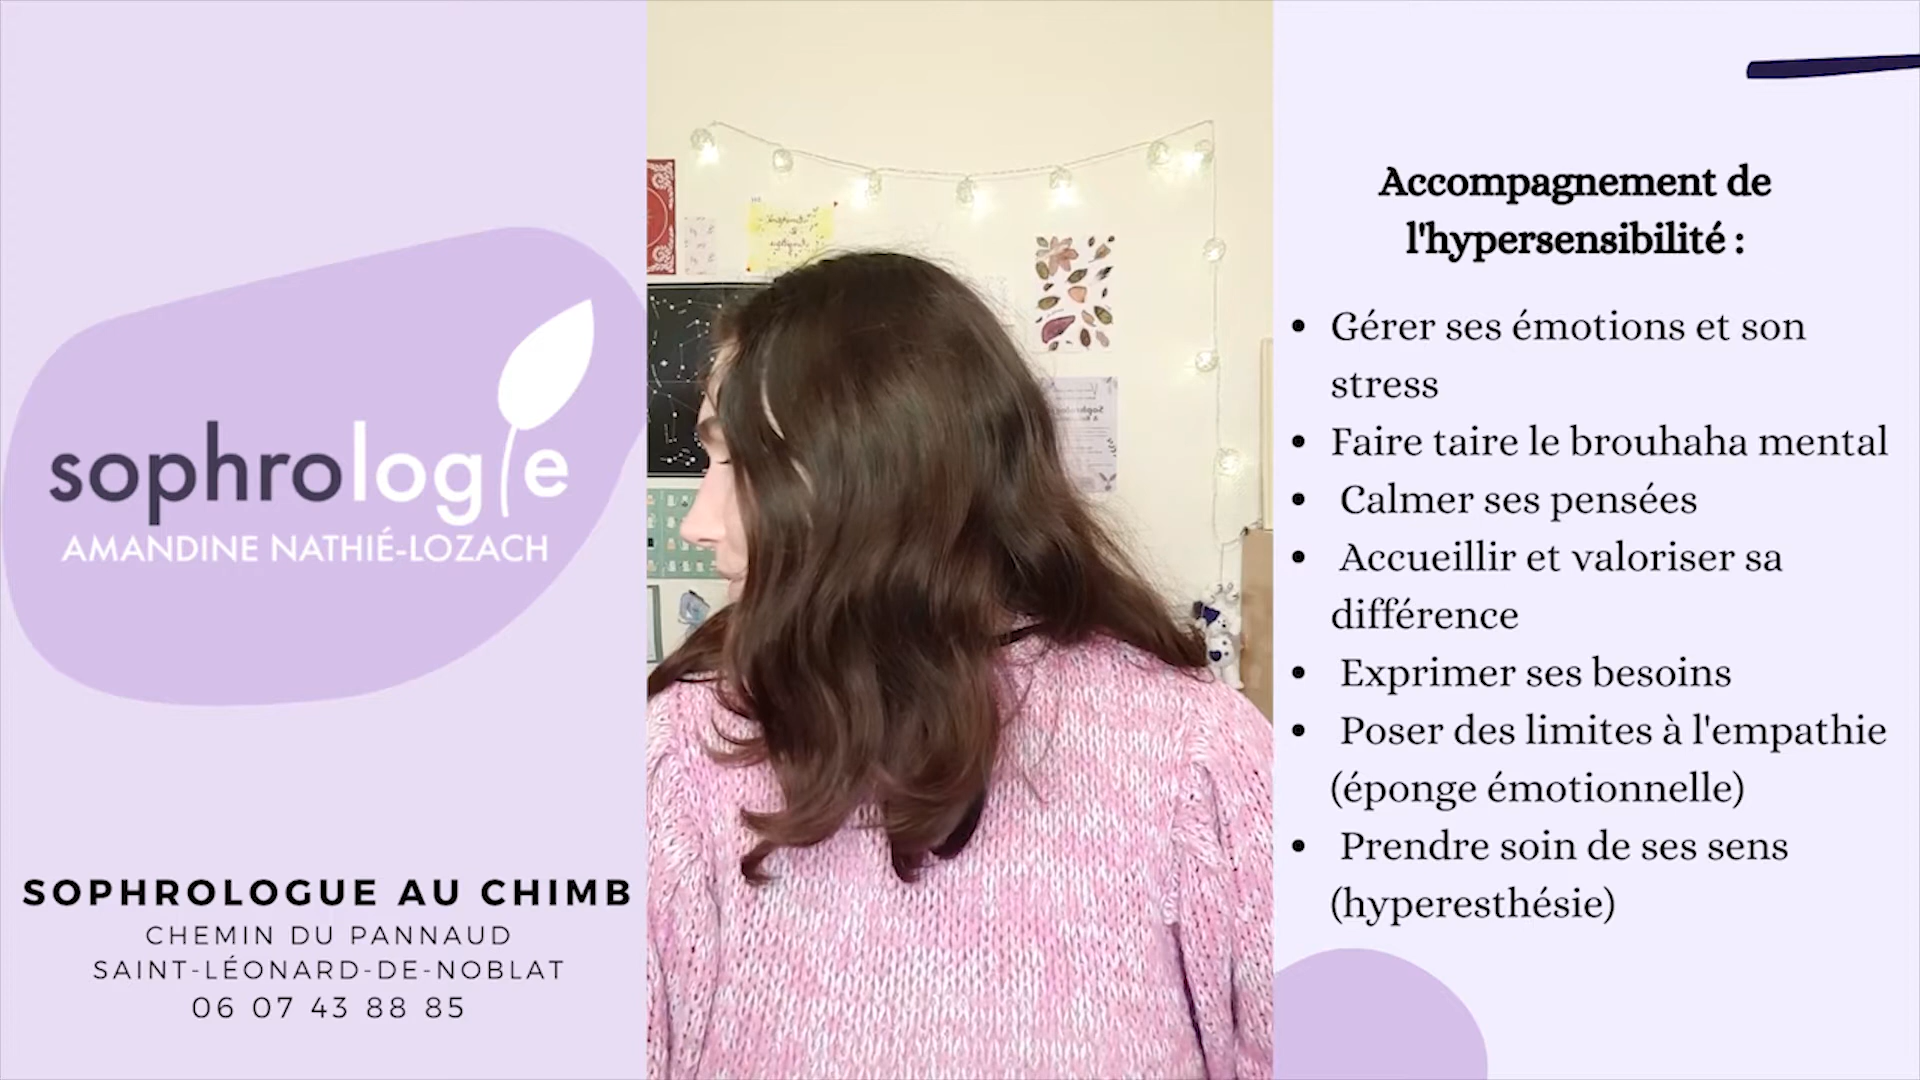 sophrologie
AMANDINE NATHIÉ-LOZACH
SOPHROLOGUE AU CHIMB
CHEMIN DU PANNAUD
SAINT-LÉONARD-DE-NOBLAT
06 07 43 88 85
Accompagnement de
l'hypersensibilité :
• Gérer ses émotions et son
stress
• Faire taire le brouhaha mental
• Calmer ses pensées
• Accueillir et valoriser sa
différence
• Exprimer ses besoins
• Poser des limites à l'empathie
(éponge émotionnelle)
• Prendre soin de ses sens
(hyperesthésie)